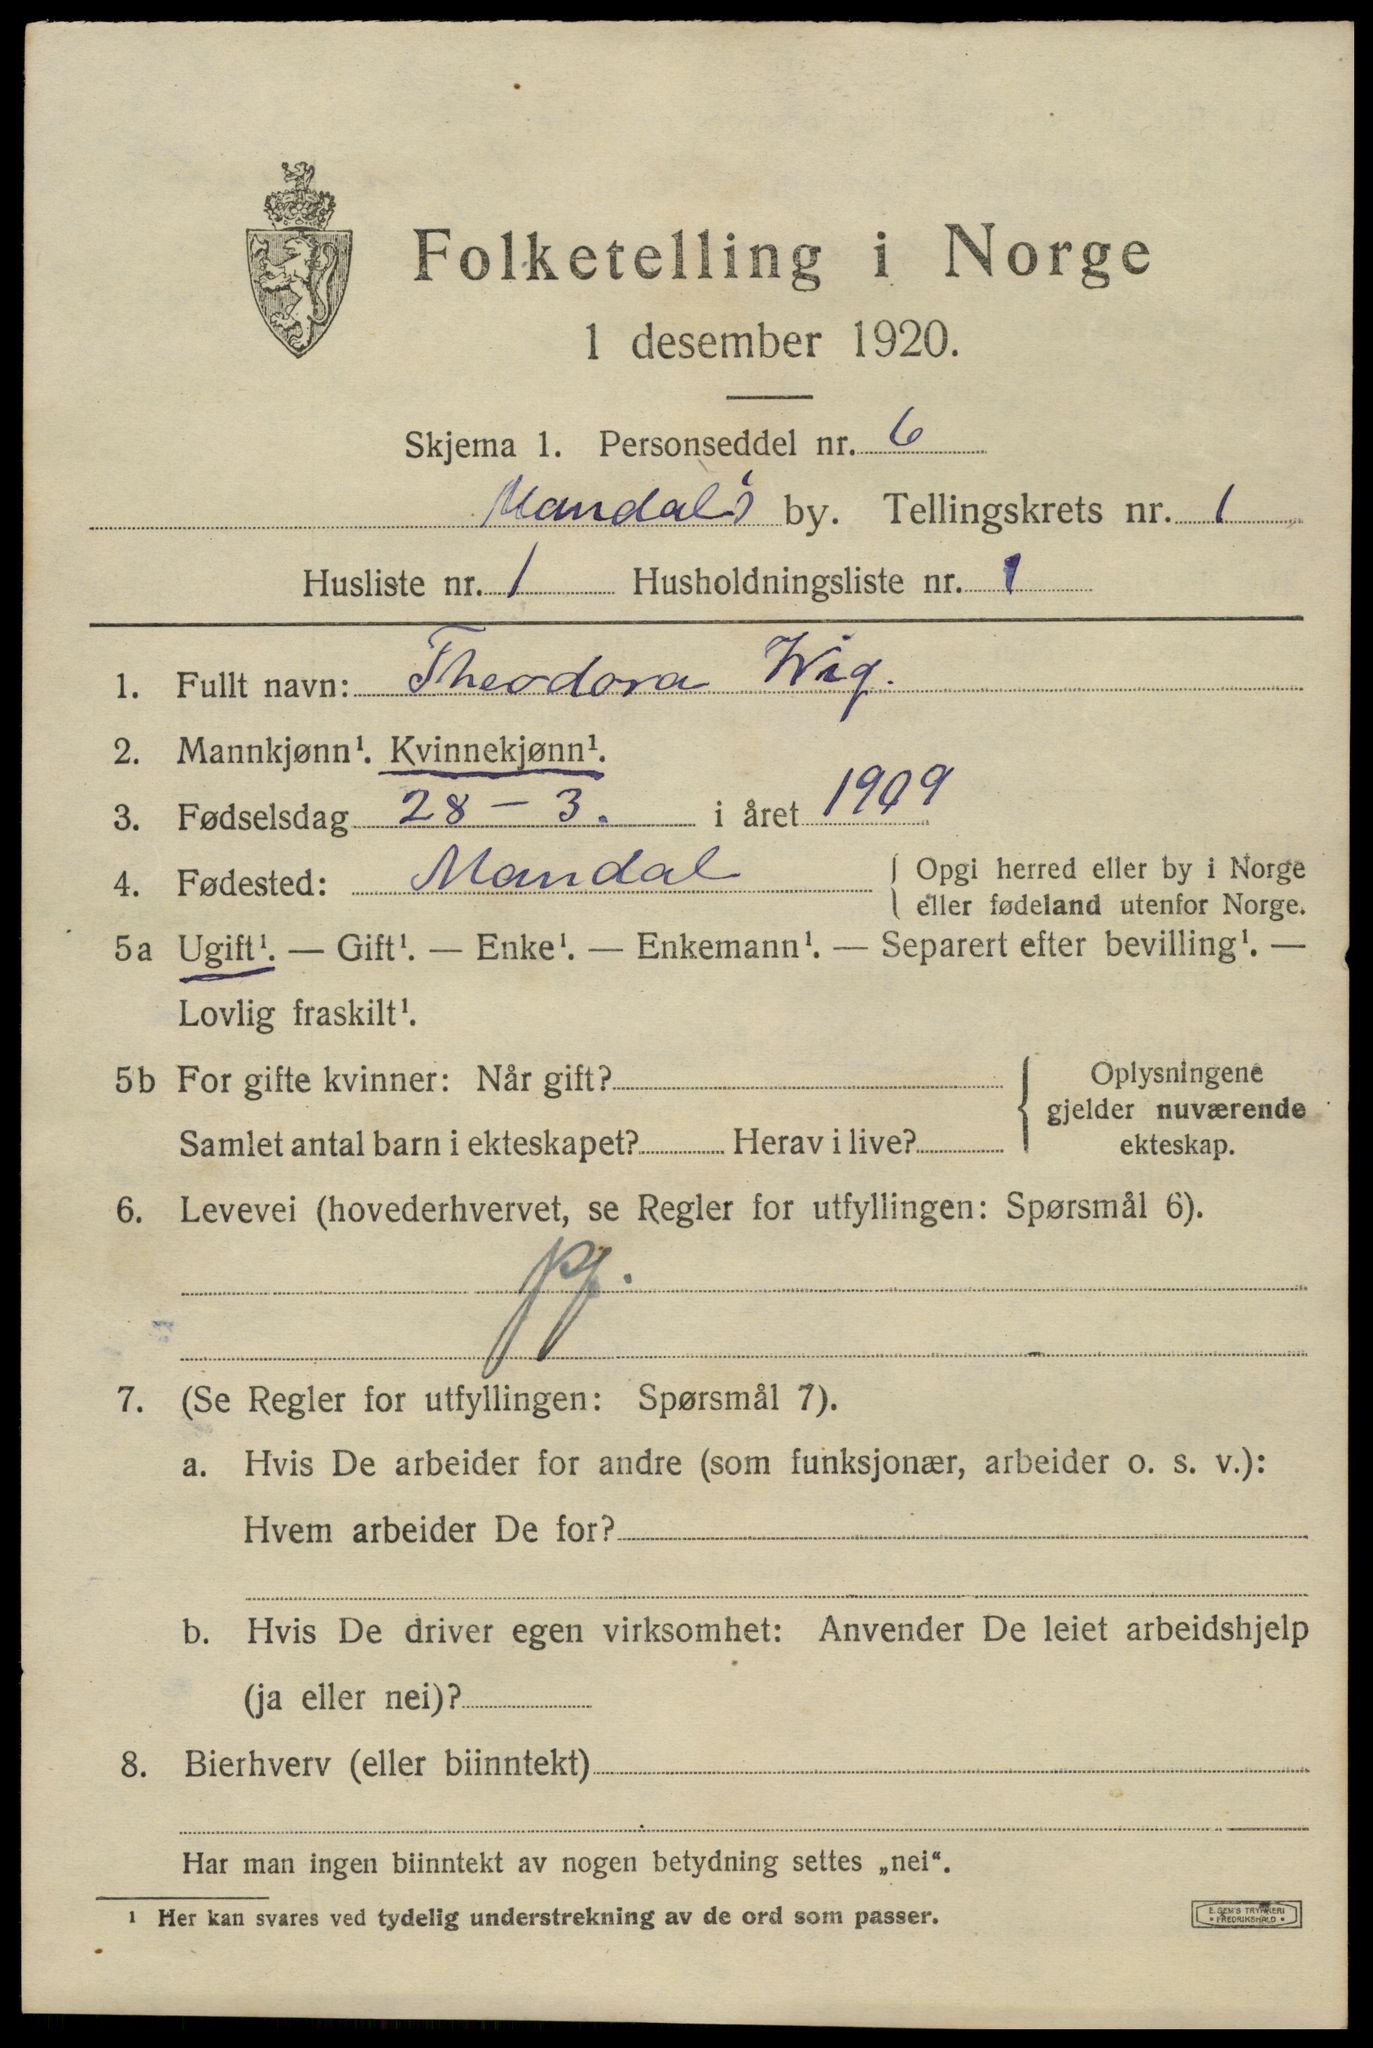 Folketelling i Norge
1 desember 1920.
Skjema 1. Personseddel nr. 6
Mandal's by. Tellingskrets nr. 1
Husliste nr. 1 Husholdningsliste nr. 1
1. Fullt navn: Theodora Wig.
2. Mannkjønn¹. Kvinnekjønn¹.
3. Fødselsdag 28 – 3. i året 1909
4. Fødested: Mandal { Opgi herred eller by i Norge
eller fødeland utenfor Norge.
5a Ugift¹. — Gift¹. — Enke¹. — Enkemann¹. — Separert efter bevilling¹. —
Lovlig fraskilt¹.
5b For gifte kvinner: Når gift?
Samlet antal barn i ekteskapet? Herav i live?
{ Oplysningene
gjelder nuværende
ekteskap.
6. Levevei (hovederhvervet, se Regler for utfyllingen: Spørsmål 6).
pf.
7. (Se Regler for utfyllingen: Spørsmål 7).
a. Hvis De arbeider for andre (som funksjonær, arbeider o. s. v.):
Hvem arbeider De for?
b. Hvis De driver egen virksomhet: Anvender De leiet arbeidshjelp
(ja eller nei)?
8. Bierhverv (eller biinntekt)
Har man ingen biinntekt av nogen betydning settes „nei“.
¹ Her kan svares ved tydelig understrekning av de ord som passer.
E. SEM'S TRYKKERI
• FREDRIKSHALD •